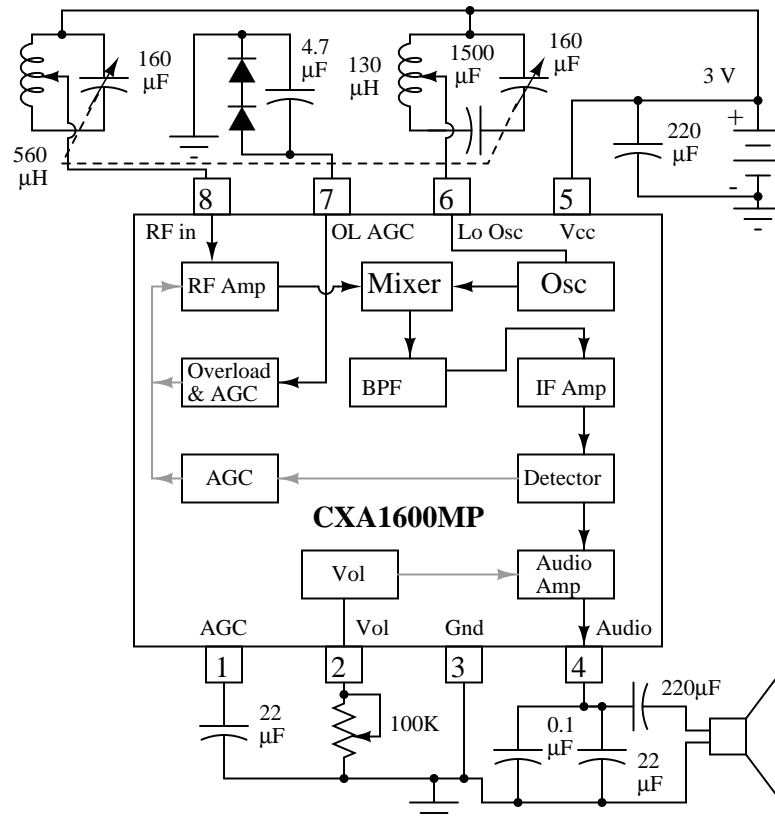 160
µF
560
µH
4.7
µF
130
µH
1500
µF
160
µF
3 V
220
µF
+
-
8
7
6
5
RF in
OL AGC
Lo Osc
Vcc
RF Amp
Mixer
Osc
Overload
& AGC
BPF
IF Amp
AGC
Detector
CXA1600MP
Vol
Audio
Amp
AGC
Vol
Gnd
Audio
1
2
3
4
22
µF
100K
0.1
µF
22
µF
220µF